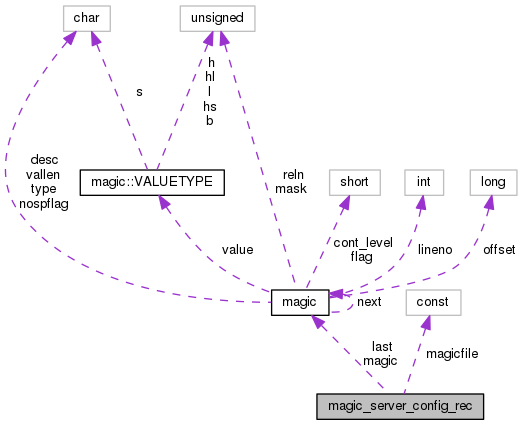 char
unsigned
h
hl
l
hs
b
s
desc
vallen
type
nospflag
magic::VALUETYPE
reln
mask
short
int
long
value
cont_level
flag
lineno
offset
magic
next
const
last
magic
magicfile
magic_server_config_rec